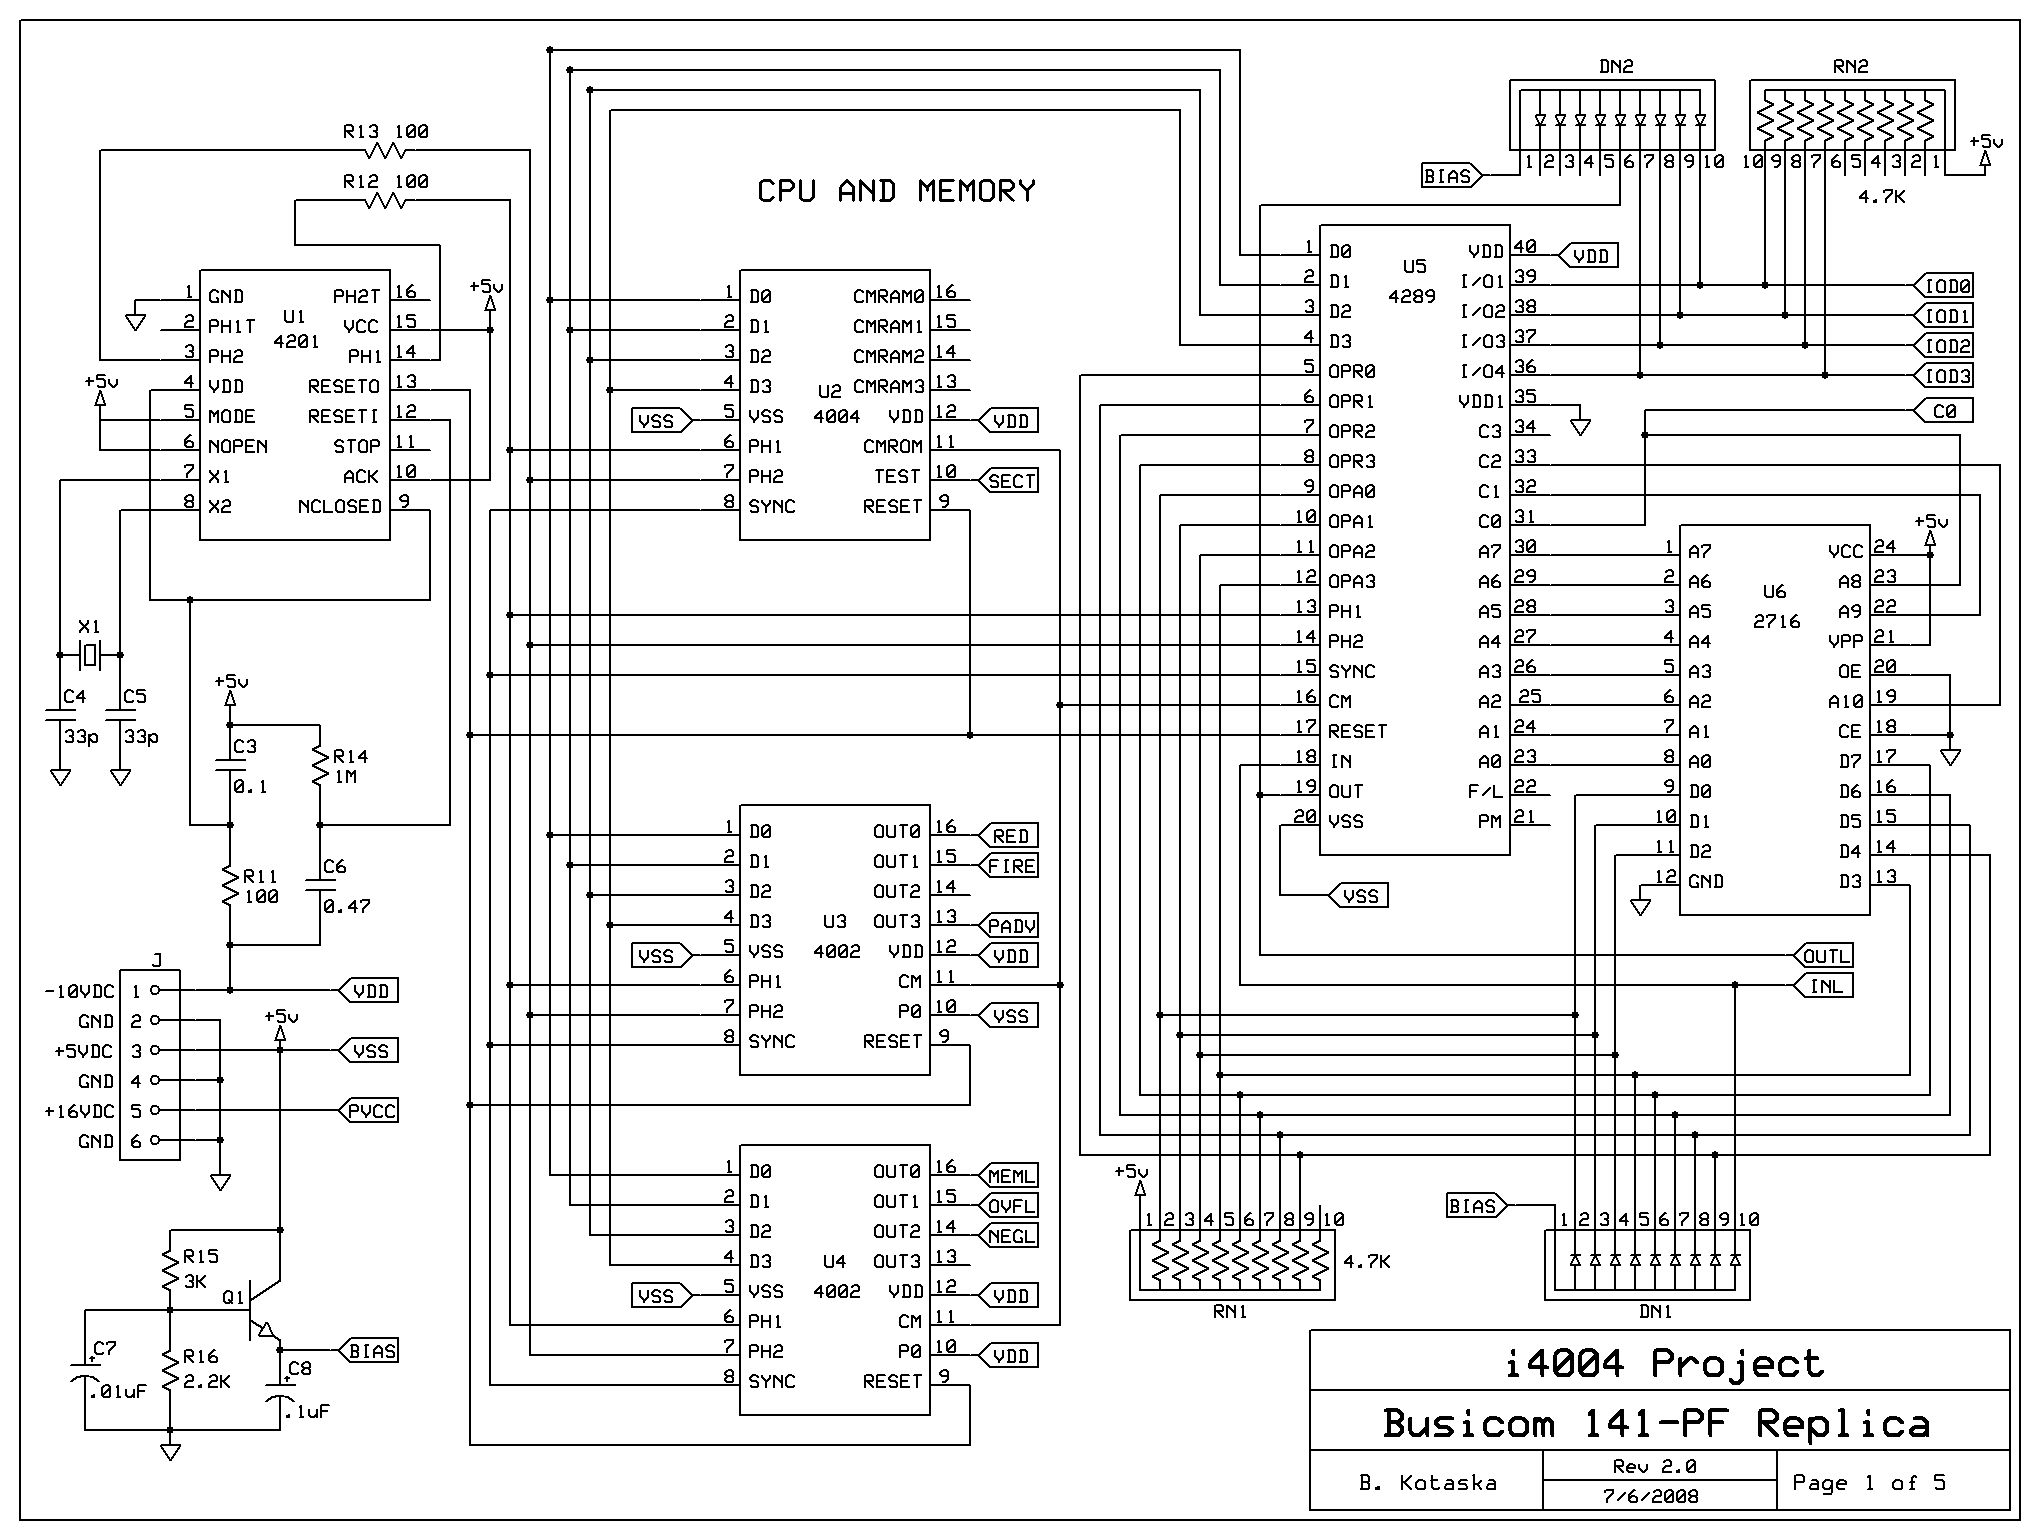 CPU AND MEMORY
R13 100
R12 100
+5v
U1
4201
1 GND
2 PH1T
3 PH2
4 VDD
5 MODE
6 NOPEN
7 X1
8 X2
PH2T 16
VCC 15
PH1 14
RESETO 13
RESETI 12
STOP 11
ACK 10
NCLOSED 9
+5v
X1
C4
33p
C5
33p
+5v
C3
0.1
R14
1M
R11
100
C6
0.47
J
-10VDC 1
GND 2
+5VDC 3
GND 4
+16VDC 5
GND 6
VDD
+5v
VSS
PVCC
R15
3K
Q1
R16
2.2K
C7
+
.01uF
C8
+
.1uF
BIAS
U2
4004
1 D0
2 D1
3 D2
4 D3
VSS 5 VSS
6 PH1
7 PH2
8 SYNC
CMRAM0 16
CMRAM1 15
CMRAM2 14
CMRAM3 13
VDD 12 VDD
CMROM 11
TEST 10 SECT
RESET 9
U3
4002
1 D0
2 D1
3 D2
4 D3
VSS 5 VSS
6 PH1
7 PH2
8 SYNC
OUT0 16 RED
OUT1 15 FIRE
OUT2 14
OUT3 13 PADV
VDD 12 VDD
CM 11
P0 10 VSS
RESET 9
U4
4002
1 D0
2 D1
3 D2
4 D3
VSS 5 VSS
6 PH1
7 PH2
8 SYNC
OUT0 16 MEML
OUT1 15 OVFL
OUT2 14 NEGL
OUT3 13
VDD 12 VDD
CM 11
P0 10 VDD
RESET 9
DN2
BIAS 1 2 3 4 5 6 7 8 9 10
RN2
10 9 8 7 6 5 4 3 2 1
+5v
4.7K
U5
4289
1 D0
2 D1
3 D2
4 D3
5 OPR0
6 OPR1
7 OPR2
8 OPR3
9 OPA0
10 OPA1
11 OPA2
12 OPA3
13 PH1
14 PH2
15 SYNC
16 CM
17 RESET
18 IN
19 OUT
20 VSS
VSS
VDD 40 VDD
I/O1 39 IOD0
I/O2 38 IOD1
I/O3 37 IOD2
I/O4 36 IOD3
VDD1 35 C0
C3 34
C2 33
C1 32
C0 31
A7 30
A6 29
A5 28
A4 27
A3 26
A2 25
A1 24
A0 23
F/L 22
PM 21
U6
2716
1 A7
2 A6
3 A5
4 A4
5 A3
6 A2
7 A1
8 A0
9 D0
10 D1
11 D2
12 GND
+5v
VCC 24
A8 23
A9 22
VPP 21
OE 20
A10 19
CE 18
D7 17
D6 16
D5 15
D4 14
D3 13
OUTL
INL
+5v
1 2 3 4 5 6 7 8 9 10
4.7K
RN1
BIAS
1 2 3 4 5 6 7 8 9 10
DN1
i4004 Project
Busicom 141-PF Replica
B. Kotaska
Rev 2.0
7/6/2008
Page 1 of 5